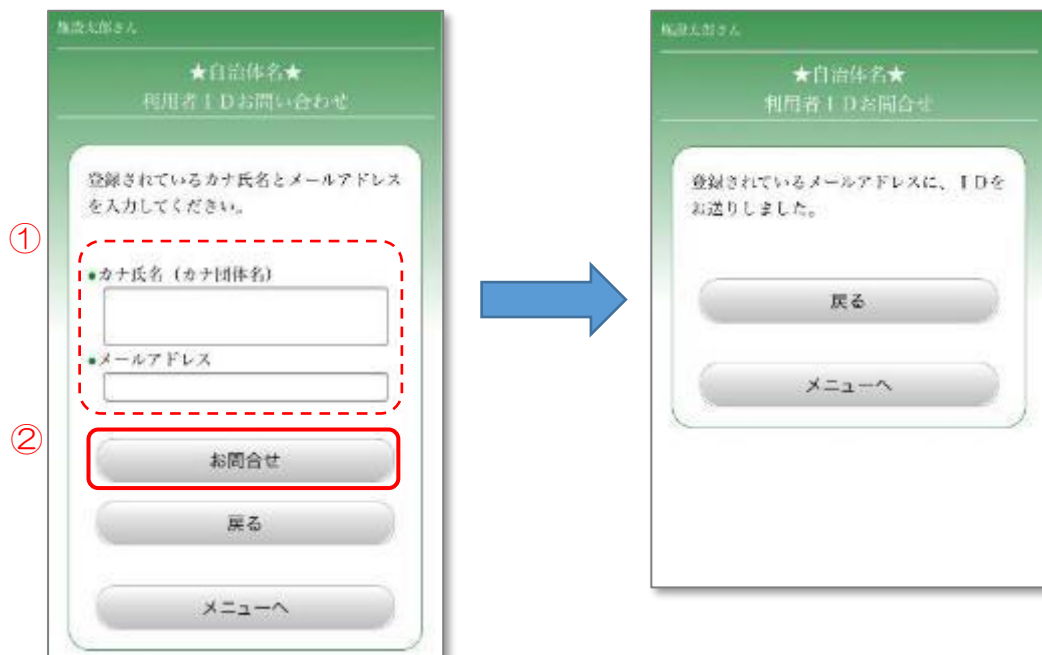 施設太郎さん
★自治体名★
利用者IDお問い合わせ
登録されているカナ氏名とメールアドレス
を入力してください。
①
●カナ氏名（カナ団体名）
●メールアドレス
②
お問合せ
戻る
メニューへ
施設太郎さん
★自治体名★
利用者IDお問合せ
登録されているメールアドレスに、IDを
お送りしました。
戻る
メニューへ